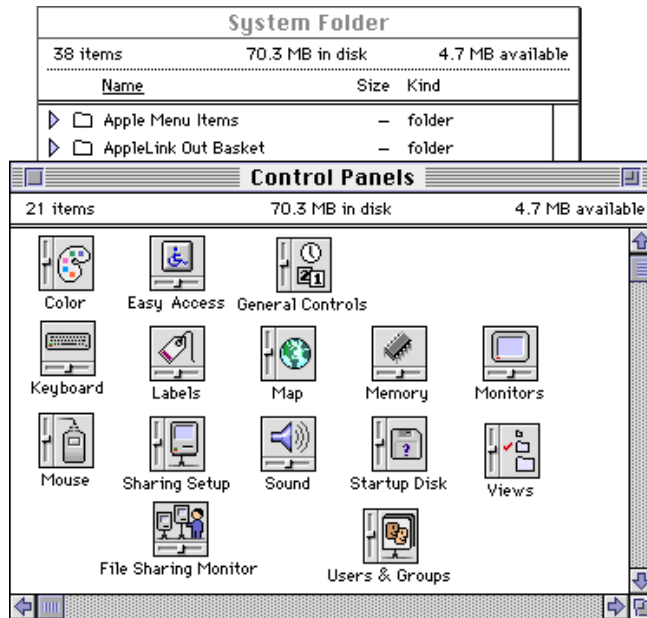 System Folder
38 items 70.3 MB in disk 4.7 MB available
Name Size Kind
Apple Menu Items – folder
AppleLink Out Basket – folder
Control Panels
21 items 70.3 MB in disk 4.7 MB available
Color Easy Access General Controls
Keyboard Labels Map Memory Monitors
Mouse Sharing Setup Sound Startup Disk Views
File Sharing Monitor Users & Groups